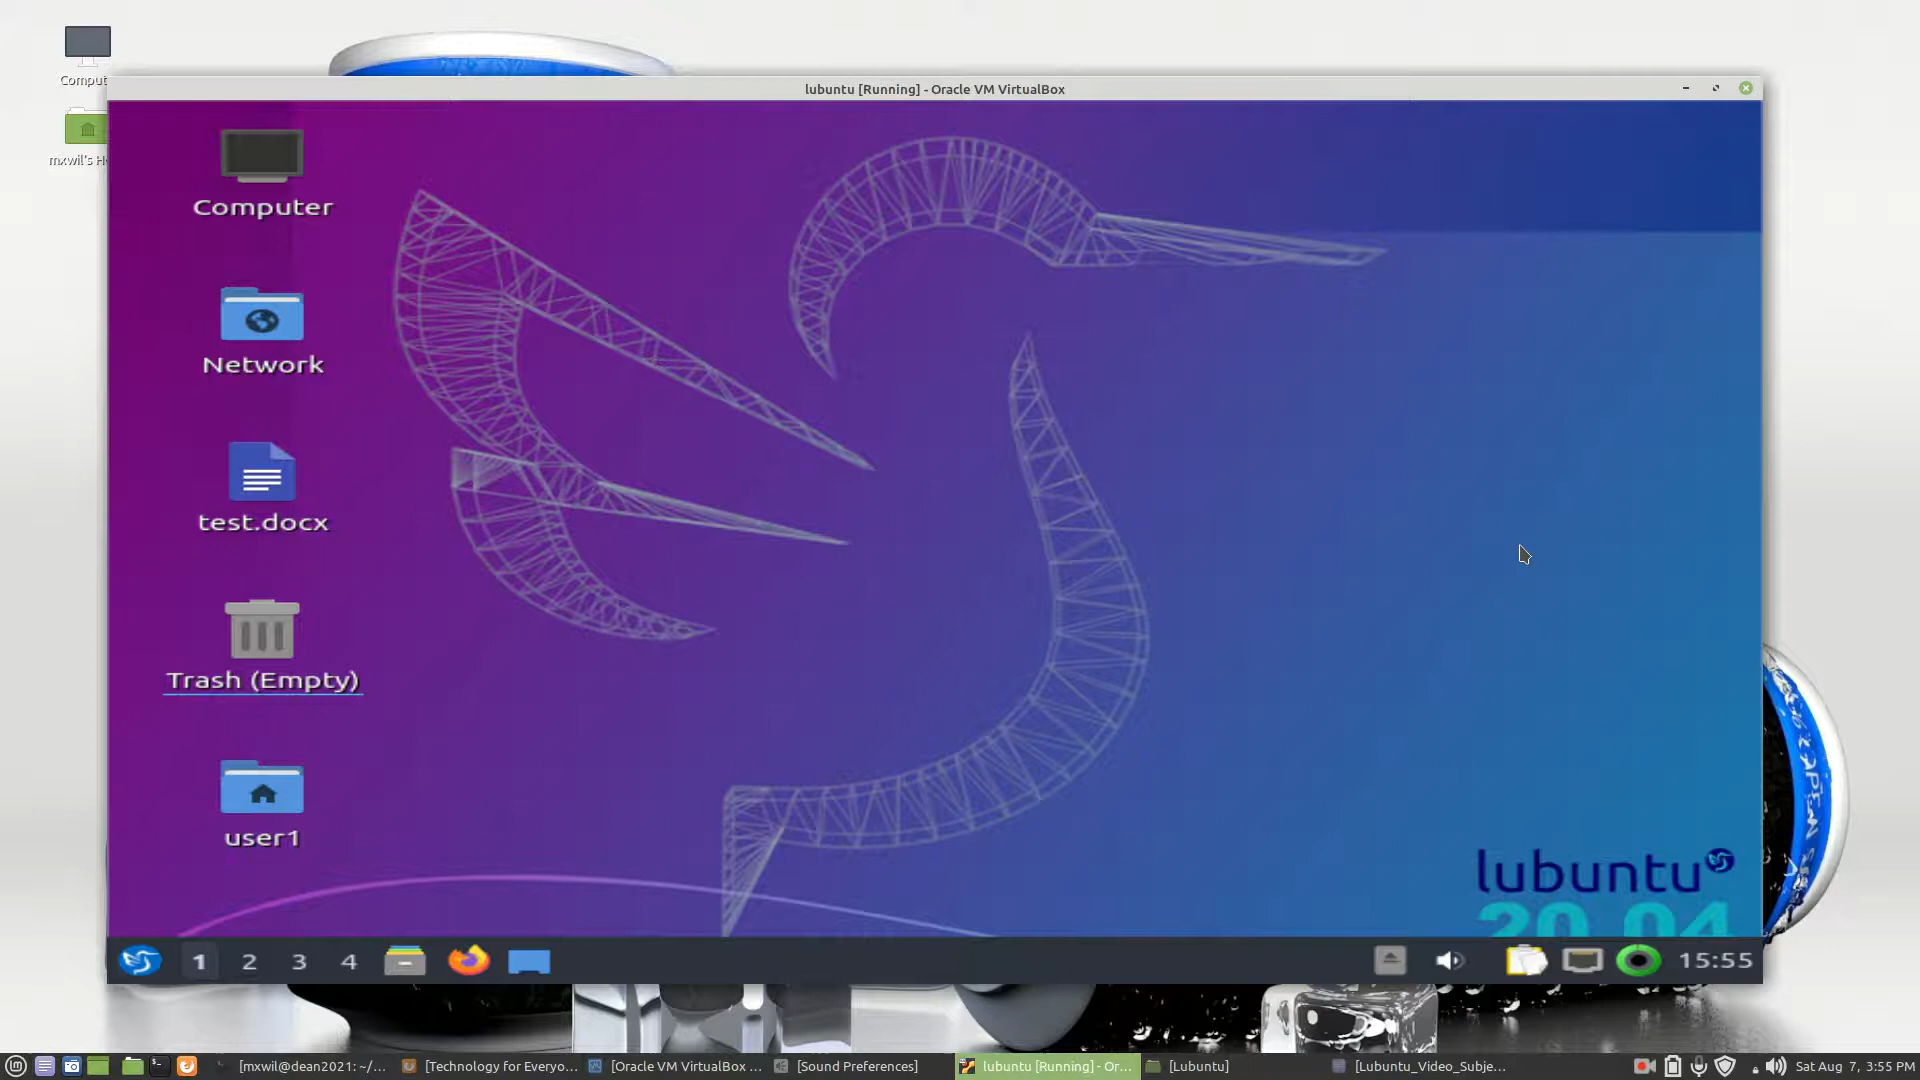 Comput
mxwil's H
lubuntu [Running] - Oracle VM VirtualBox
Computer
Network
test.docx
Trash (Empty)
user1
lubuntu
20.04
1 2 3 4
15:55
[mxwil@dean2021: ~/...
[Technology for Everyo...
[Oracle VM VirtualBox ...
[Sound Preferences]
lubuntu [Running] - Or...
[Lubuntu]
[Lubuntu_Video_Subje...
Sat Aug 7, 3:55 PM